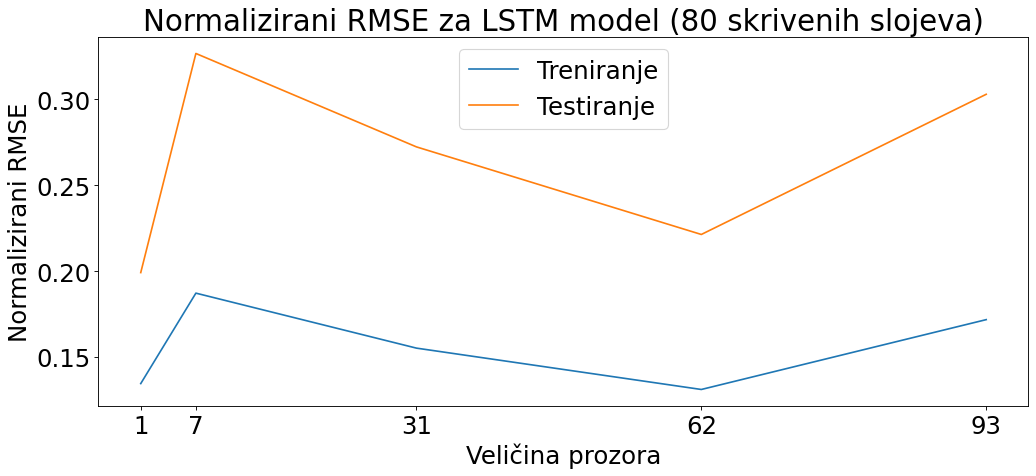 Normalizirani RMSE za LSTM model (80 skrivenih slojeva)
Treniranje
Testiranje
Normalizirani RMSE
0.30
0.25
0.20
0.15
1 7 31 62 93
Veličina prozora